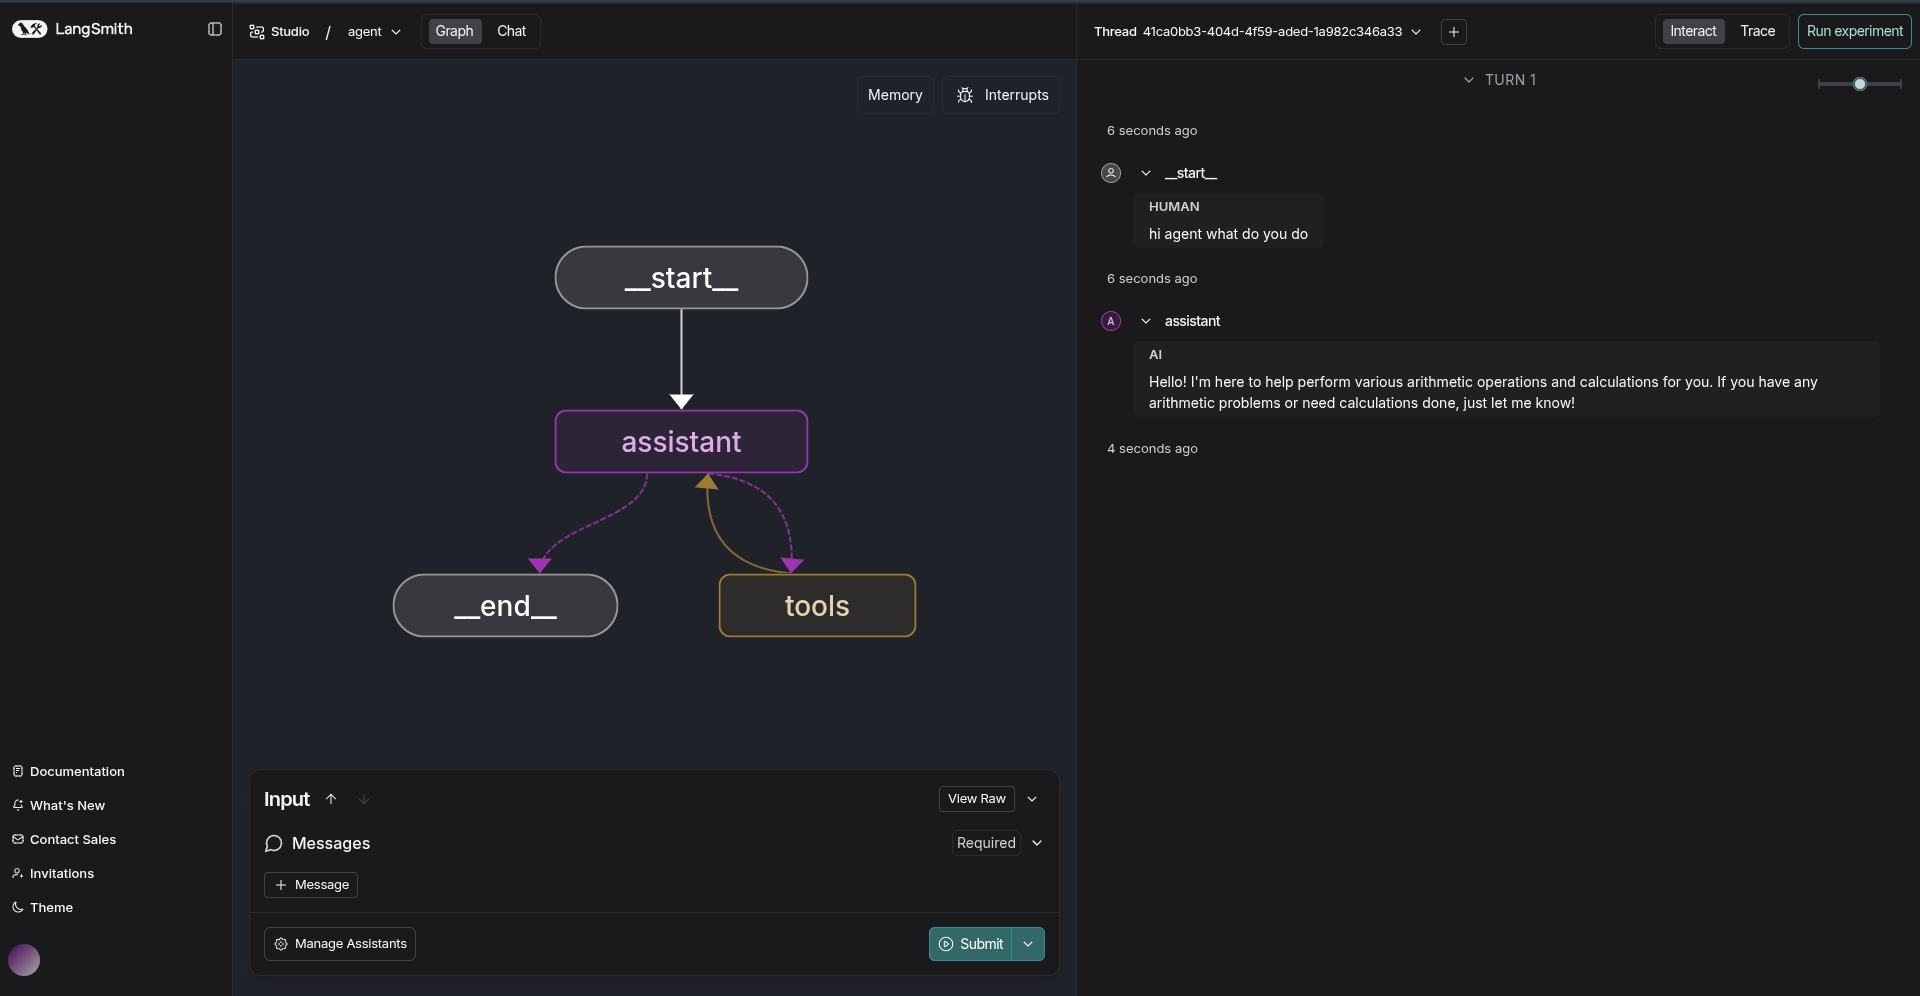 LangSmith
Studio / agent
Graph
Chat
Thread 41ca0bb3-404d-4f59-aded-1a982c346a33
Interact
Trace
Run experiment
Memory
Interrupts
__start__
assistant
__end__
tools
TURN 1
6 seconds ago
__start__
HUMAN
hi agent what do you do
6 seconds ago
A
assistant
AI
Hello! I'm here to help perform various arithmetic operations and calculations for you. If you have any
arithmetic problems or need calculations done, just let me know!
4 seconds ago
Documentation
What's New
Contact Sales
Invitations
Theme
Input
View Raw
Messages
Required
Message
Manage Assistants
Submit